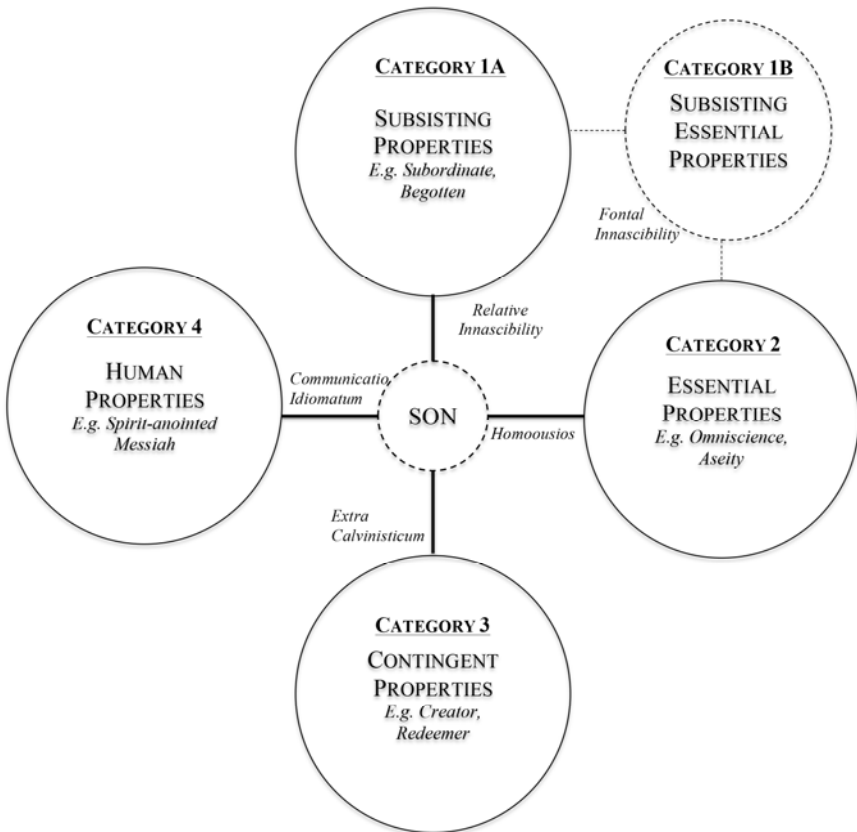 CATEGORY 1A
SUBSISTING
PROPERTIES
E.g. Subordinate,
Begotten
CATEGORY 1B
SUBSISTING
ESSENTIAL
PROPERTIES
Fontal
Innascibility
Relative
Innascibility
CATEGORY 4
HUMAN
PROPERTIES
E.g. Spirit-anointed
Messiah
Communicatio
Idiomatum
SON
Homoousios
CATEGORY 2
ESSENTIAL
PROPERTIES
E.g. Omniscience,
Aseity
Extra
Calvinisticum
CATEGORY 3
CONTINGENT
PROPERTIES
E.g. Creator,
Redeemer